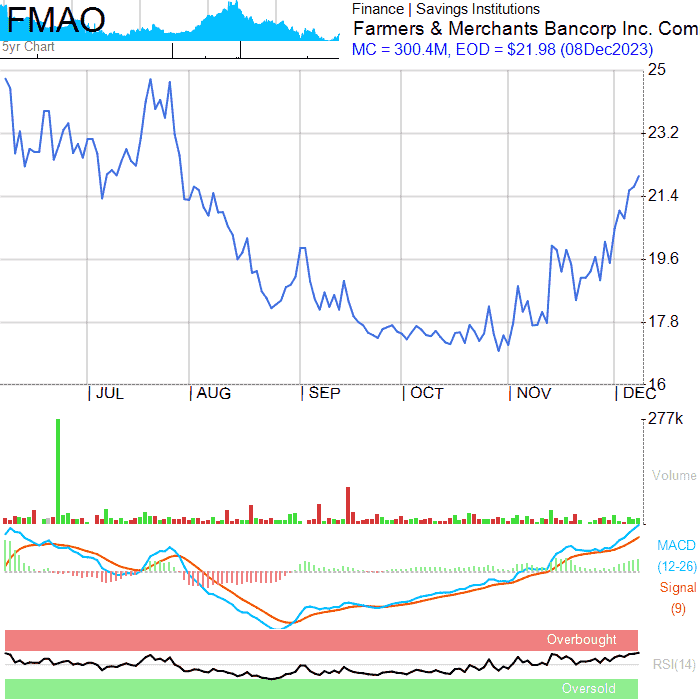 FMAO
5yr Chart
Finance | Savings Institutions
Farmers & Merchants Bancorp Inc. Com
MC = 300.4M, EOD = $21.98 (08Dec2023)
25
23.2
21.4
19.6
17.8
16
JUL
AUG
SEP
OCT
NOV
DEC
277k
Volume
MACD
(12-26)
Signal
(9)
Overbought
RSI(14)
Oversold